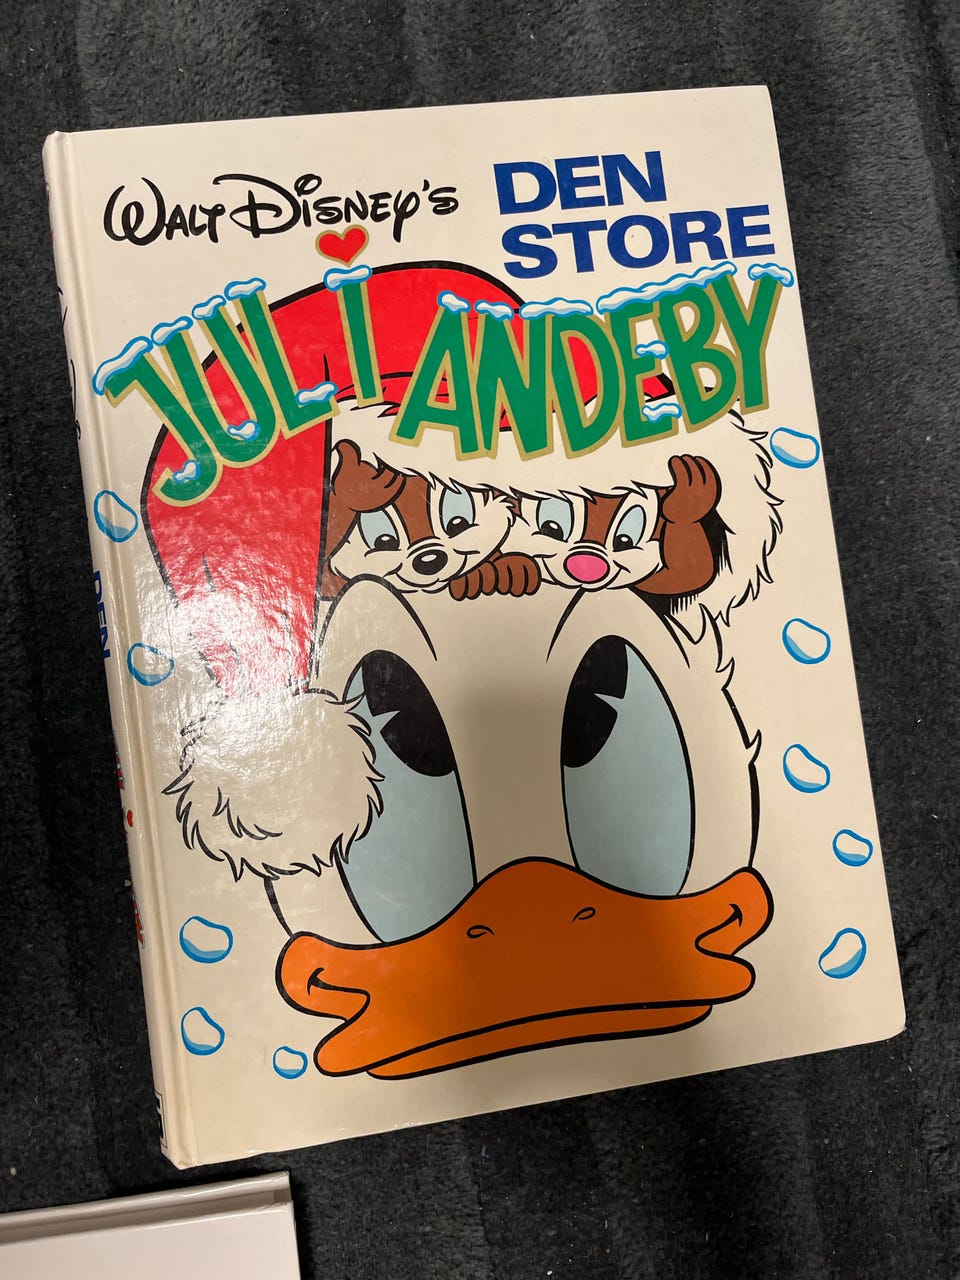 WALT DISNEY'S
DEN
STORE
JUL I ANDEBY
DEN